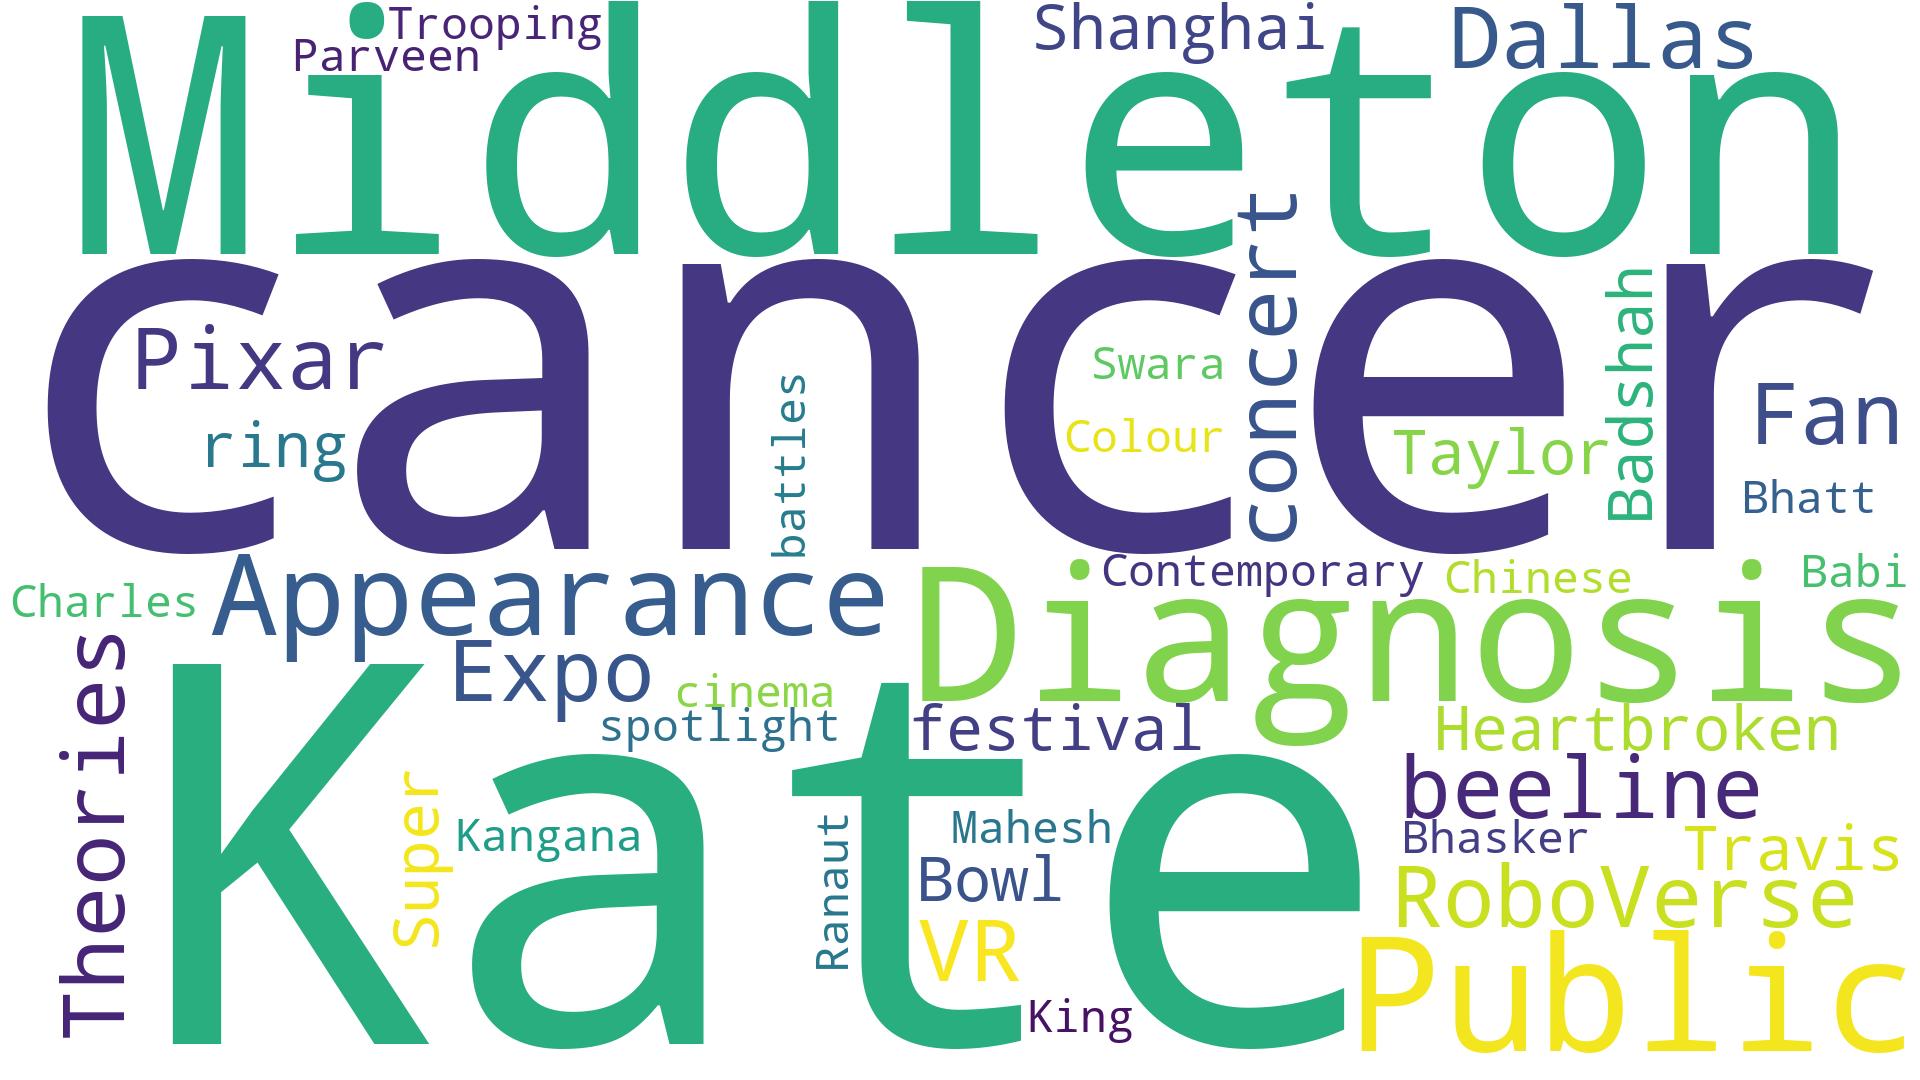 Middleton
Trooping
Parveen
Shanghai
Dallas
cancer
Pixar
ring
battles
Swara
Colour
concert
Taylor
Badshah
Fan
Bhatt
Charles
Appearance
Contemporary
Chinese
Babi
Diagnosis
Theories
Expo
cinema
spotlight
festival
Heartbroken
Kate
Super
Kangana
Ranaut
Mahesh
Bowl
VR
King
beeline
Bhasker
Travis
RoboVerse
Public